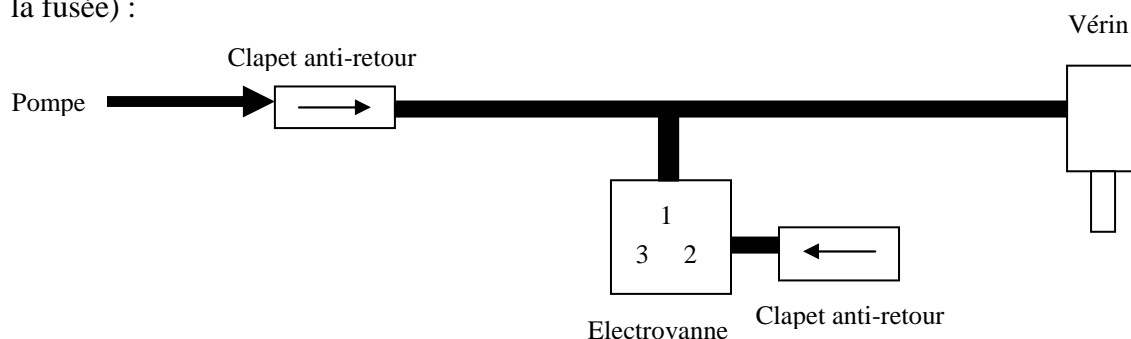 la fusée) :
Vérin
Clapet anti-retour
Pompe
1
3 2
Clapet anti-retour
Electrovanne